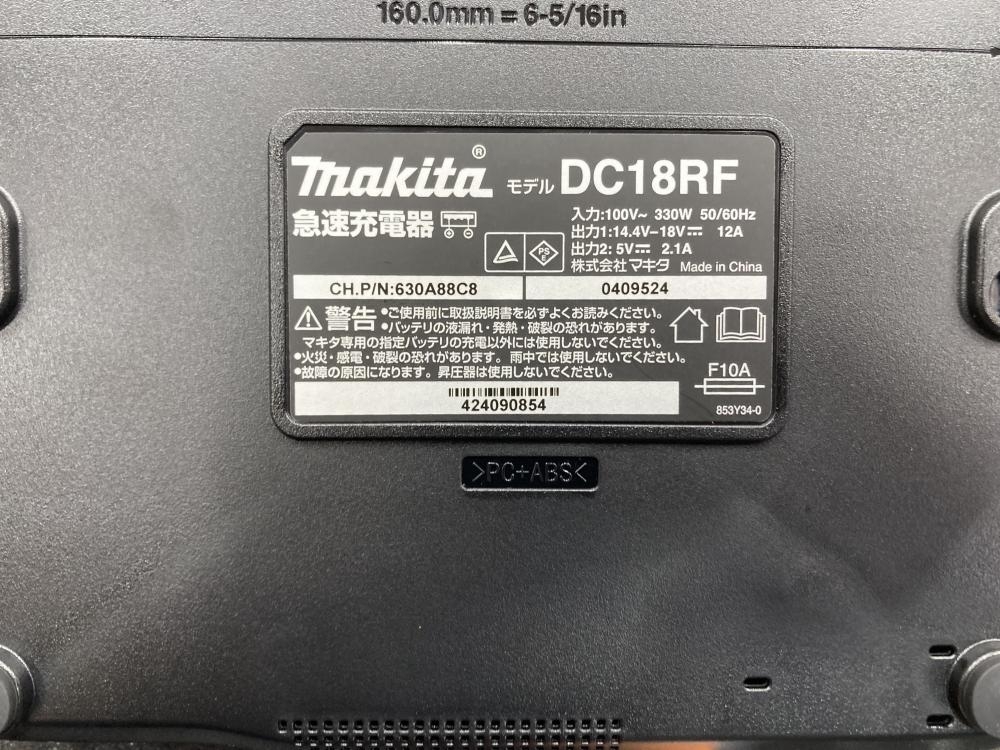 160.0mm = 6-5/16in
makita® モデル DC18RF
急速充電器
入力:100V~ 330W 50/60Hz
出力1:14.4V-18V⎓ 12A
出力2: 5V⎓ 2.1A
PSE
株式会社 マキタ Made in China
CH.P/N:630A88C8 0409524
警告 •ご使用前に取扱説明書を必ずよくお読みください。
•バッテリの液漏れ・発熱・破裂の恐れがあります。
マキタ専用の指定バッテリの充電以外には使用しないでください。
•火災・感電・破裂の恐れがあります。雨中では使用しないでください。
•故障の原因になります。昇圧器は使用しないでください。
F10A
424090854
853Y34-0
>PC+ABS<